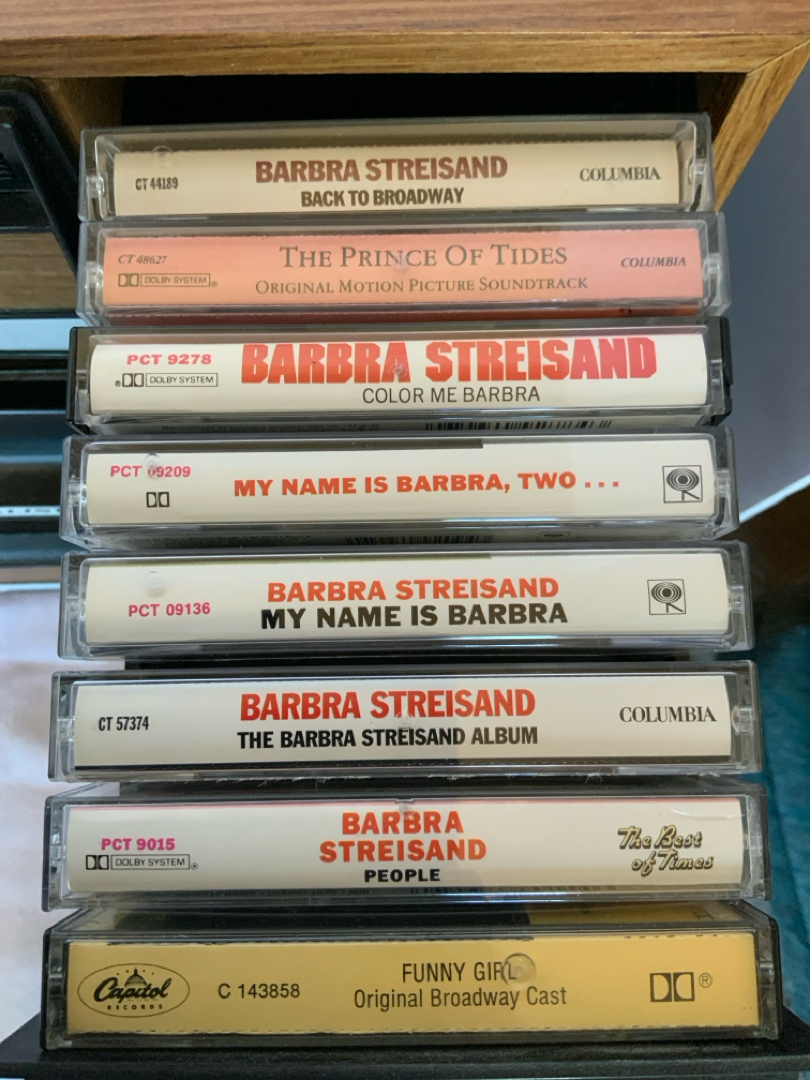 CT 44189
BARBRA STREISAND
BACK TO BROADWAY
COLUMBIA
CT 48627
DOLBY SYSTEM®
THE PRINCE OF TIDES
ORIGINAL MOTION PICTURE SOUNDTRACK
COLUMBIA
PCT 9278
DOLBY SYSTEM
BARBRA STREISAND
COLOR ME BARBRA
PCT 09209
MY NAME IS BARBRA, TWO ...
PCT 09136
BARBRA STREISAND
MY NAME IS BARBRA
CT 57374
BARBRA STREISAND
THE BARBRA STREISAND ALBUM
COLUMBIA
PCT 9015
DOLBY SYSTEM®
BARBRA
STREISAND
PEOPLE
The Best
of Times
Capitol
RECORDS
C 143858
FUNNY GIRL
Original Broadway Cast
®